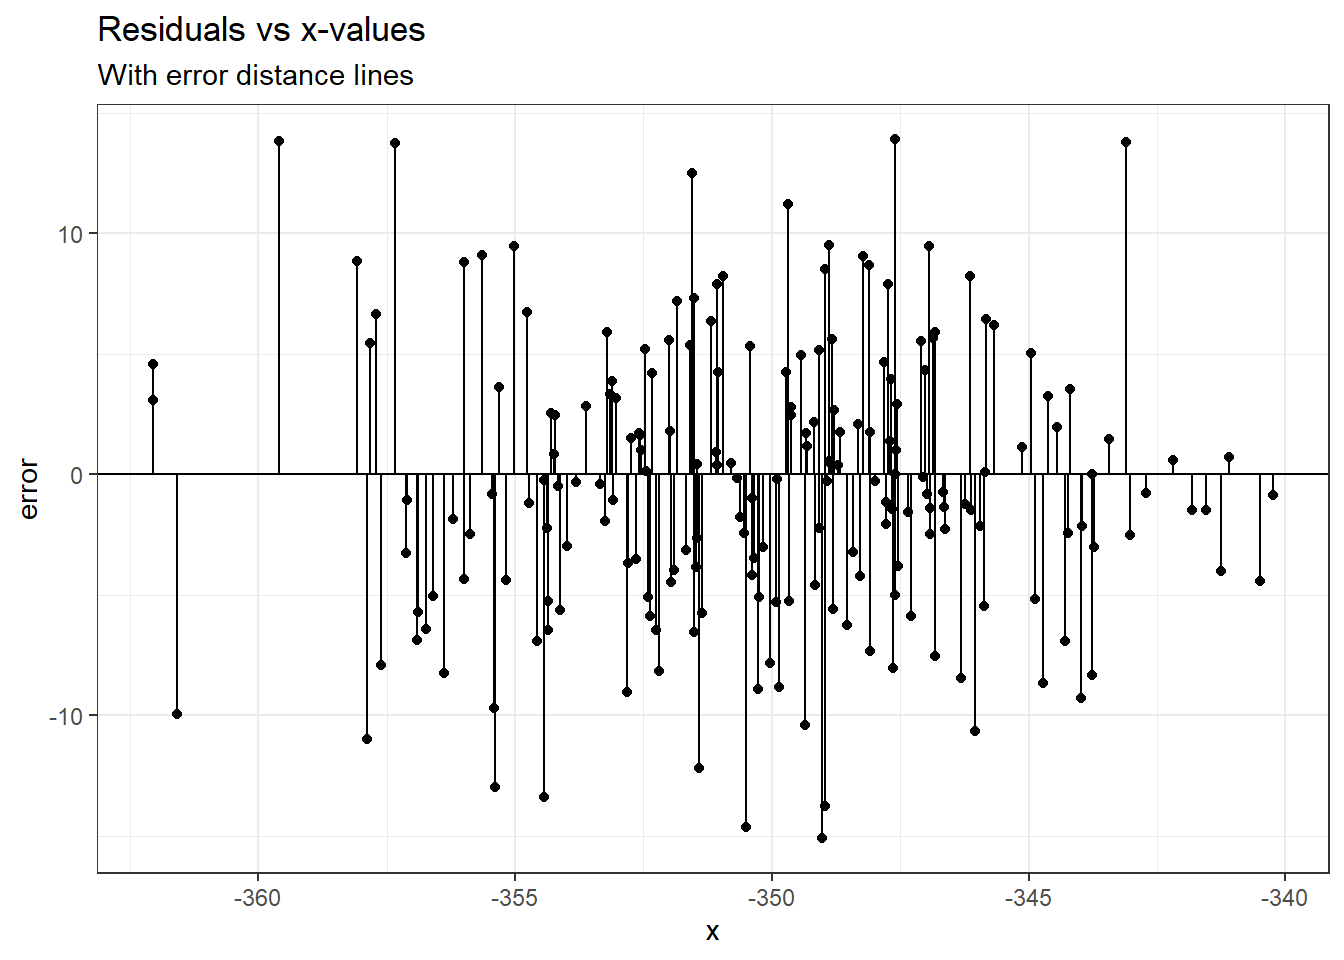 Residuals vs x-values
With error distance lines
10
0
-10
error
-360 -355 -350 -345 -340
x